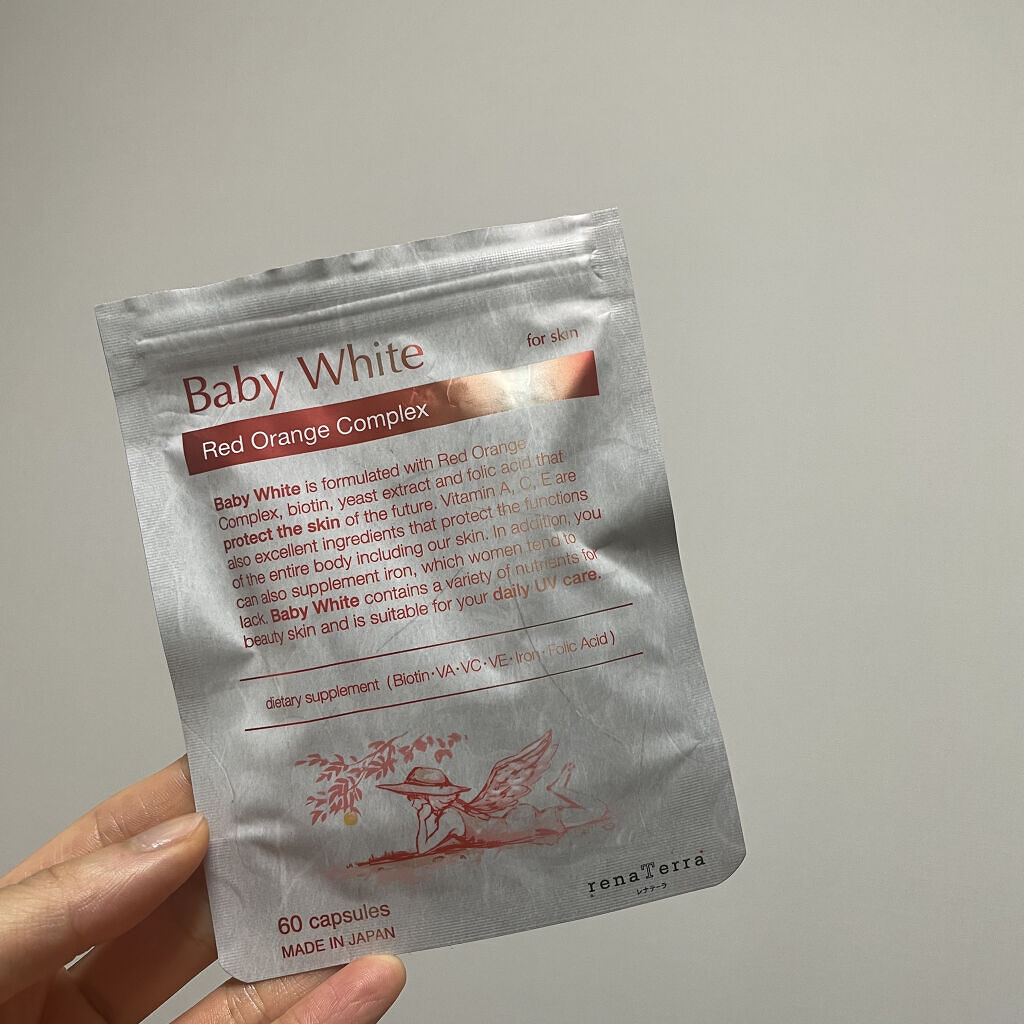 Baby White
for skin
Red Orange Complex
Baby White is formulated with Red Orange
Complex, biotin, yeast extract and folic acid that
protect the skin of the future. Vitamin A, C, E are
also excellent ingredients that protect the functions
of the entire body including our skin. In addition, you
can also supplement iron, which women tend to
lack. Baby White contains a variety of nutrients for
beauty skin and is suitable for your daily UV care.
dietary supplement (Biotin・VA・VC・VE・Iron・Folic Acid)
renaTerra
レナテーラ
60 capsules
MADE IN JAPAN